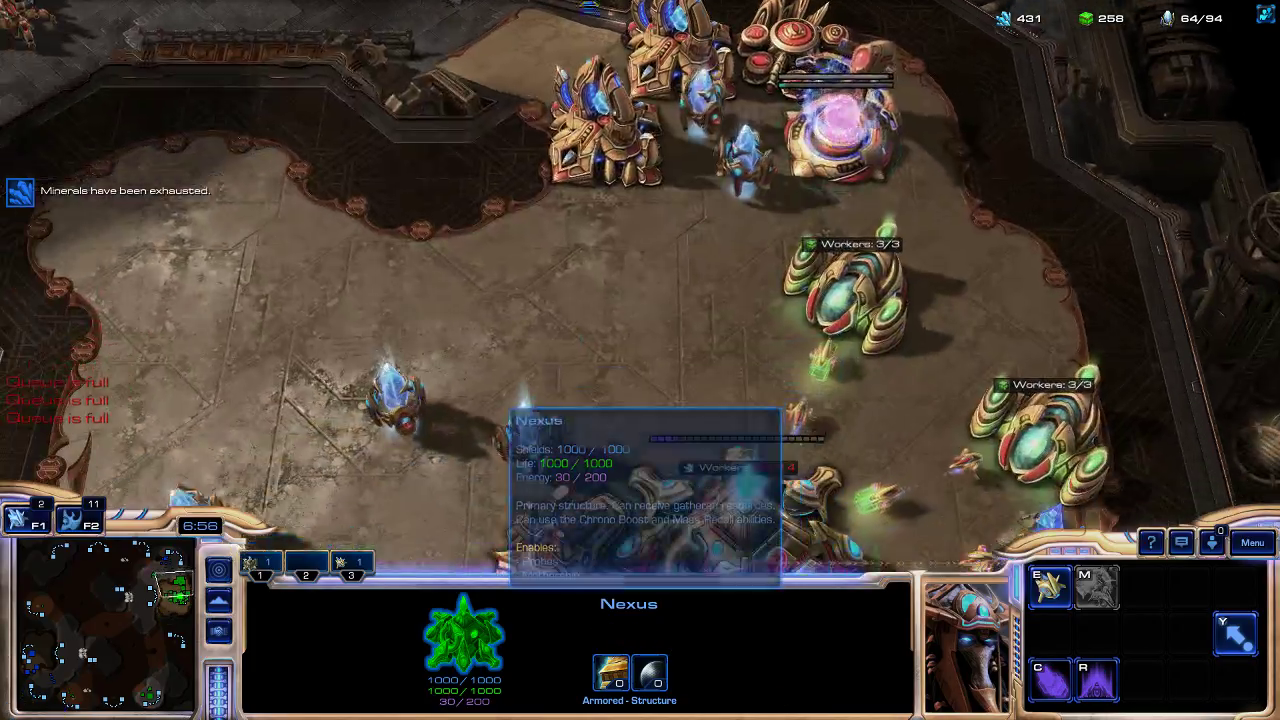 431 258 64/94
Minerals have been exhausted.
Workers: 3/3
Workers: 3/3
Queue is full
Queue is full
Queue is full
Nexus
Shields: 1000 / 1000
Life: 1000 / 1000
Energy: 30 / 200
Workers 4
Primary structure. Can receive gathered resources.
Can use the Chrono Boost and Mass Recall abilities.
Enables:
- Probes
2 11
F1 F2
6:56
1 1
1 2 3
0
? Menu
Nexus
1000/1000
1000/1000
30/200
0 0
Armored - Structure
E M
Y
C R